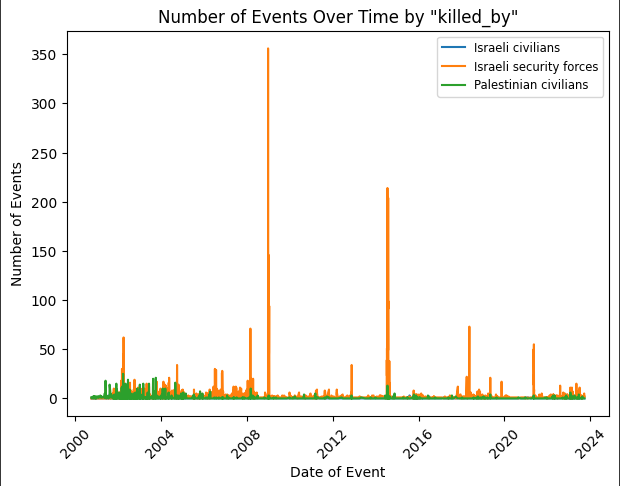 Number of Events Over Time by "killed_by"
Israeli civilians
Israeli security forces
Palestinian civilians
Number of Events
350
300
250
200
150
100
50
0
2000
2004
2008
2012
2016
2020
2024
Date of Event